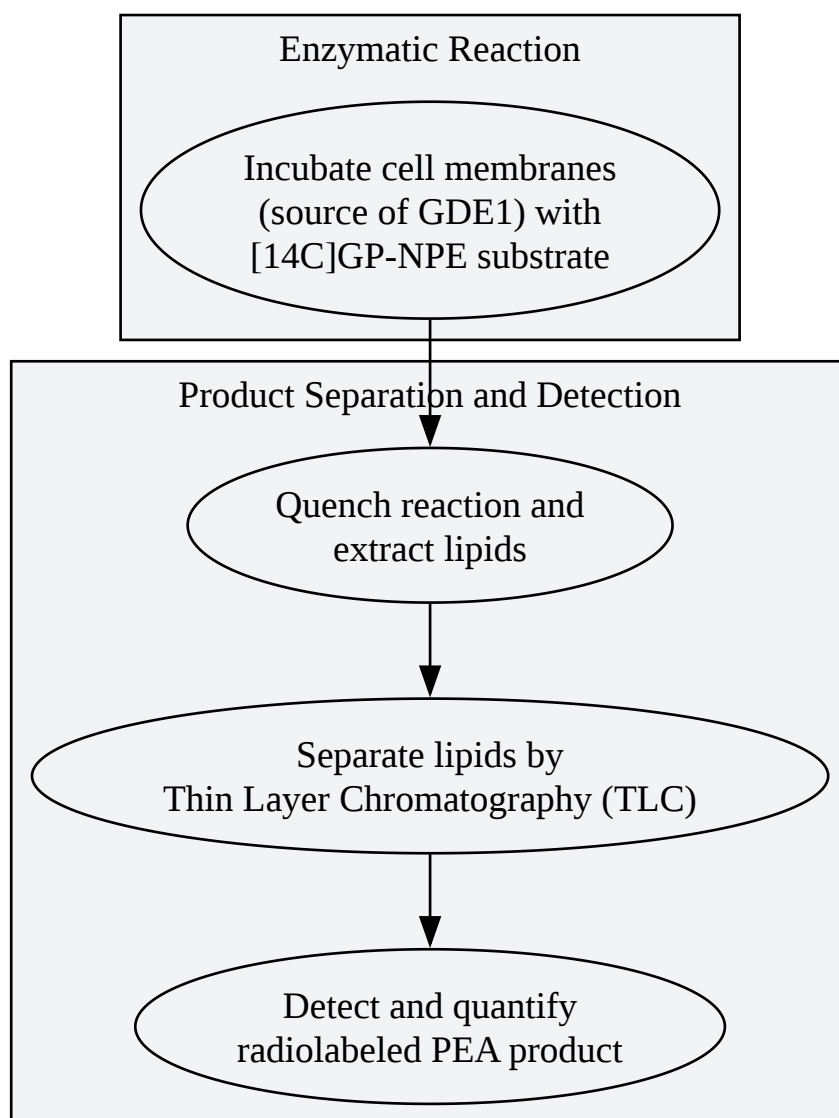 Enzymatic Reaction
Incubate cell membranes
(source of GDE1) with
[14C]GP-NPE substrate
Product Separation and Detection
Quench reaction and
extract lipids
Separate lipids by
Thin Layer Chromatography (TLC)
Detect and quantify
radiolabeled PEA product